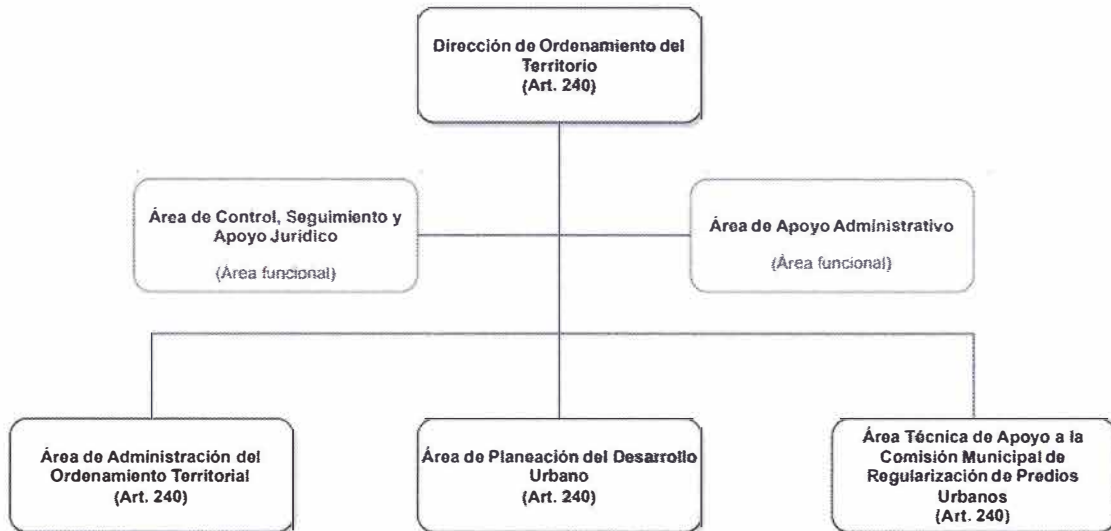 Dirección de Ordenamiento del
Territorio
(Art. 240)
Área de Control, Seguimiento y
Apoyo Jurídico
(Área funcional)
Área de Apoyo Administrativo
(Área funcional)
Área de Administración del
Ordenamiento Territorial
(Art. 240)
Área de Planeación del Desarrollo
Urbano
(Art. 240)
Área Técnica de Apoyo a la
Comisión Municipal de
Regularización de Predios
Urbanos
(Art. 240)